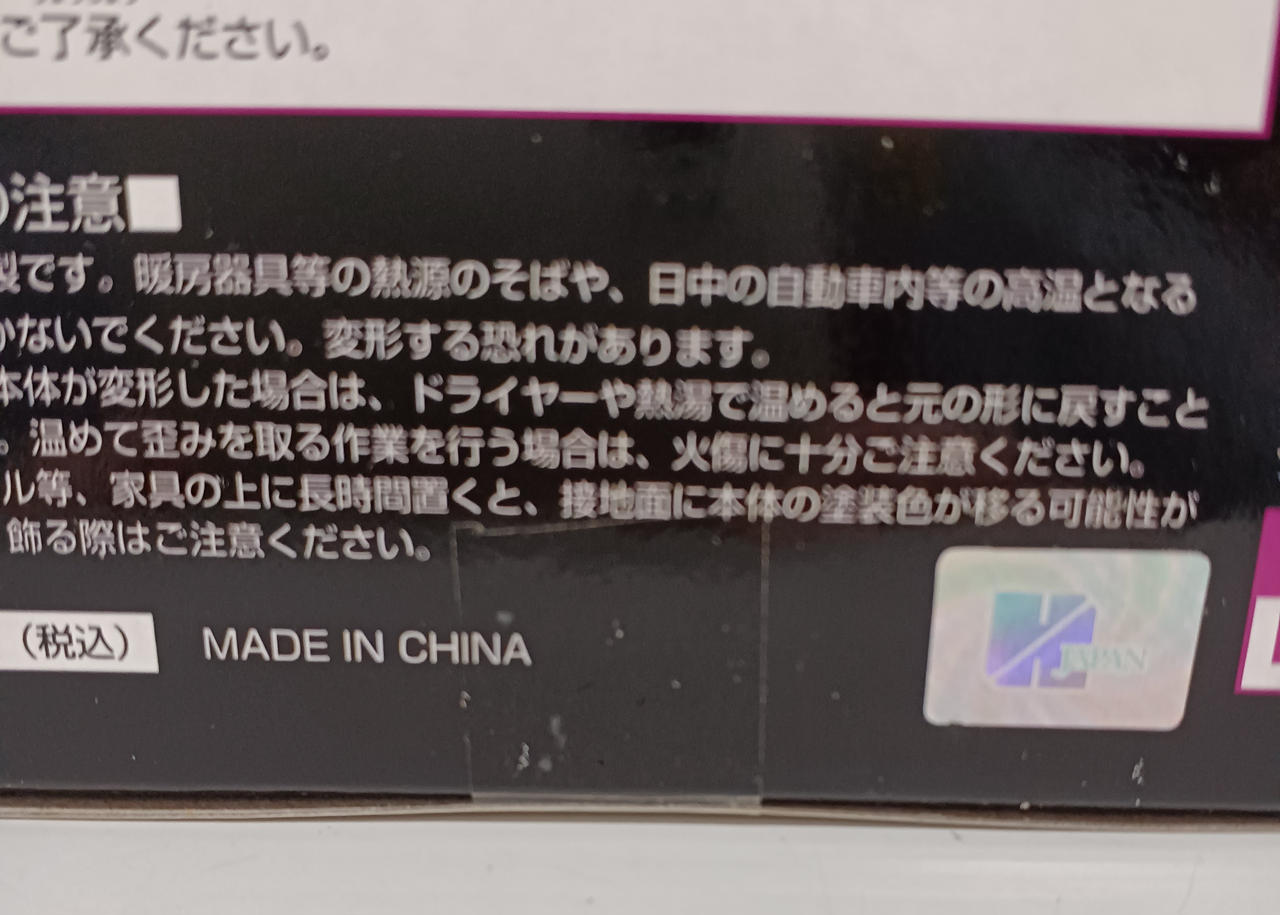 ご了承ください。
の注意■
製です。暖房器具等の熱源のそばや、日中の自動車内等の高温となる
かないでください。変形する恐れがあります。
本体が変形した場合は、ドライヤーや熱湯で温めると元の形に戻すこと
。温めて歪みを取る作業を行う場合は、火傷に十分ご注意ください。
ル等、家具の上に長時間置くと、接地面に本体の塗装色が移る可能性が
飾る際はご注意ください。
(税込) MADE IN CHINA
JAPAN